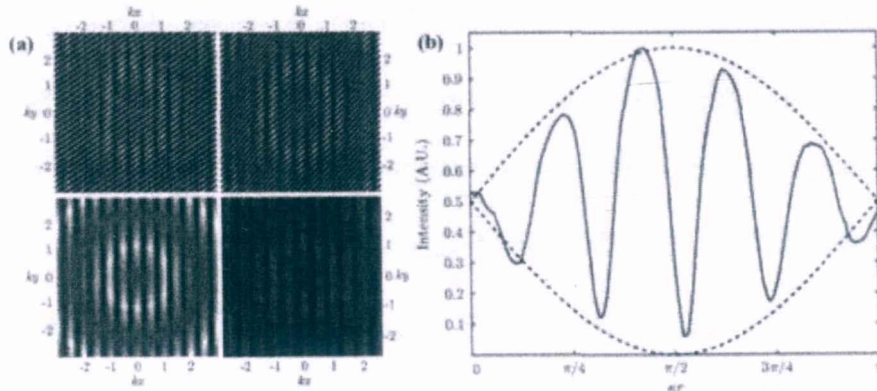 kx
-2 -1 0 1 2 -2 -1 0 1 2
(a)
2 1 0 -1 -2
ky
2 1 0 -1 -2
ky
2 1 0 -1 -2
ky
2 1 0 -1 -2
ky
-2 -1 0 1 2 -2 -1 0 1 2
kx kx
(b)
1
0.9
0.8
0.7
0.6
0.5
0.4
0.3
0.2
0.1
Intensity (A.U.)
0 π/4 π/2 3π/4